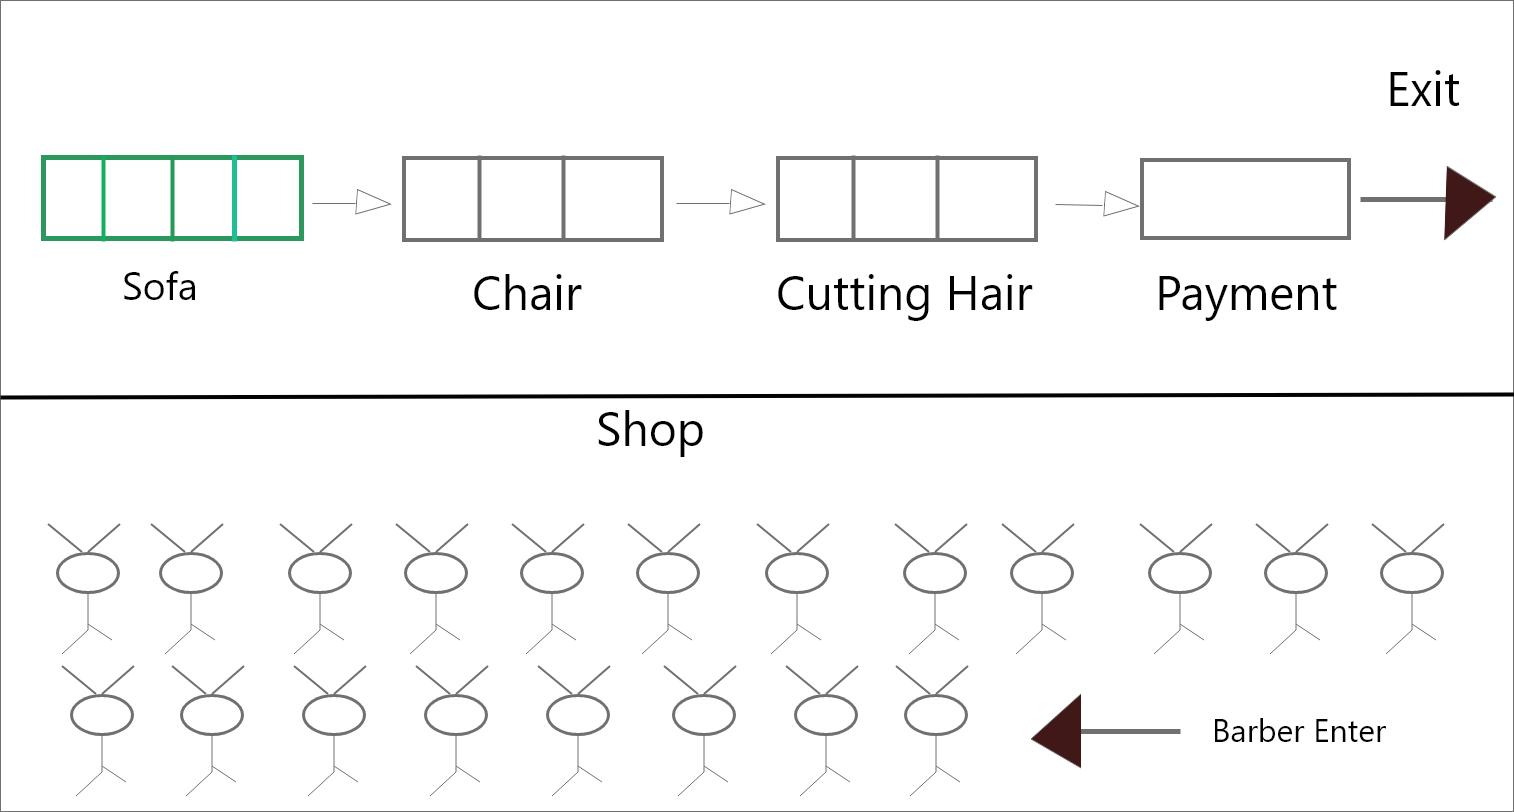 Exit
Sofa
Chair
Cutting Hair
Payment
Shop
Barber Enter